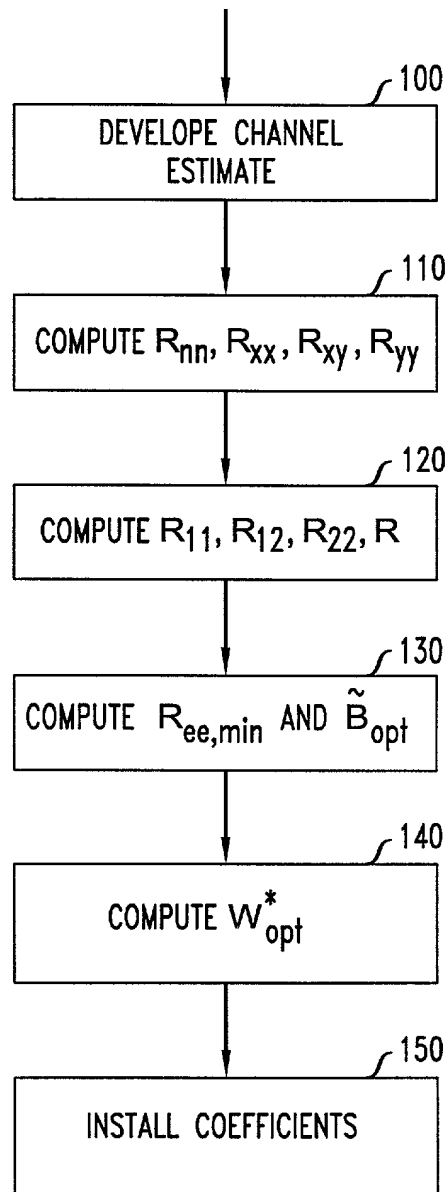 100
DEVELOPE CHANNEL
ESTIMATE
110
COMPUTE Rnn, Rxx, Rxy, Ryy
120
COMPUTE R11, R12, R22, R
130
COMPUTE Ree,min AND B̃opt
140
COMPUTE W*opt
150
INSTALL COEFFICIENTS